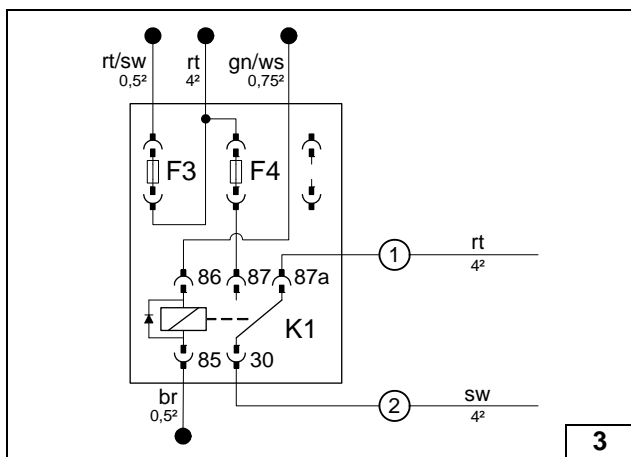 rt/sw rt gn/ws
0,5² 4² 0,75²
F3 F4
1 rt
4²
86 87 87a
K1
85 30
br
0,5²
2 sw
4²
3